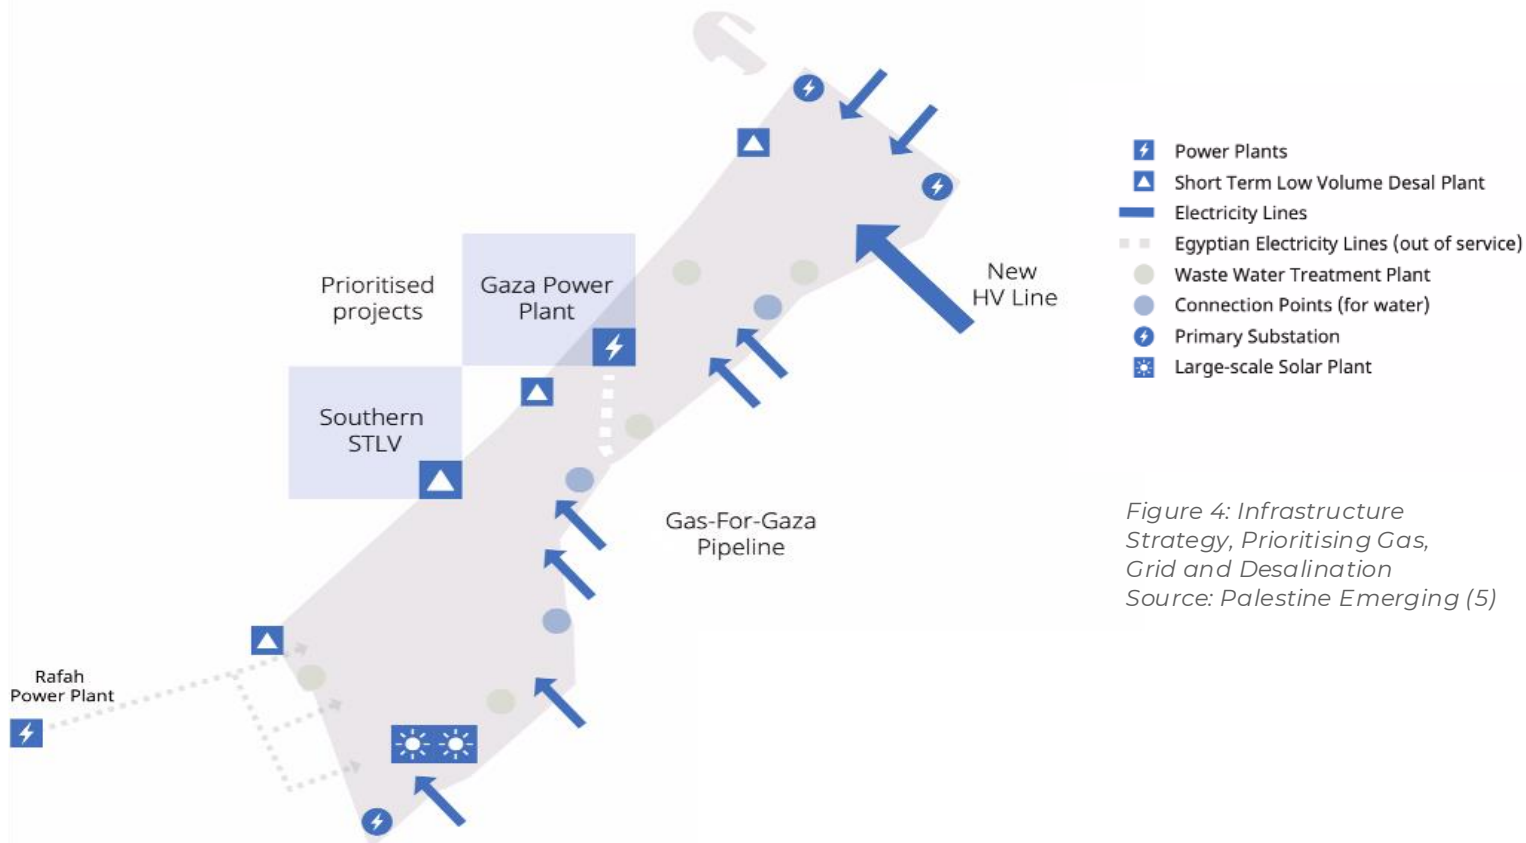 Prioritised
projects
Gaza Power
Plant
Southern
STLV
New
HV Line
Gas-For-Gaza
Pipeline
Rafah
Power Plant
Power Plants
Short Term Low Volume Desal Plant
Electricity Lines
Egyptian Electricity Lines (out of service)
Waste Water Treatment Plant
Connection Points (for water)
Primary Substation
Large-scale Solar Plant
Figure 4: Infrastructure
Strategy, Prioritising Gas,
Grid and Desalination
Source: Palestine Emerging (5)